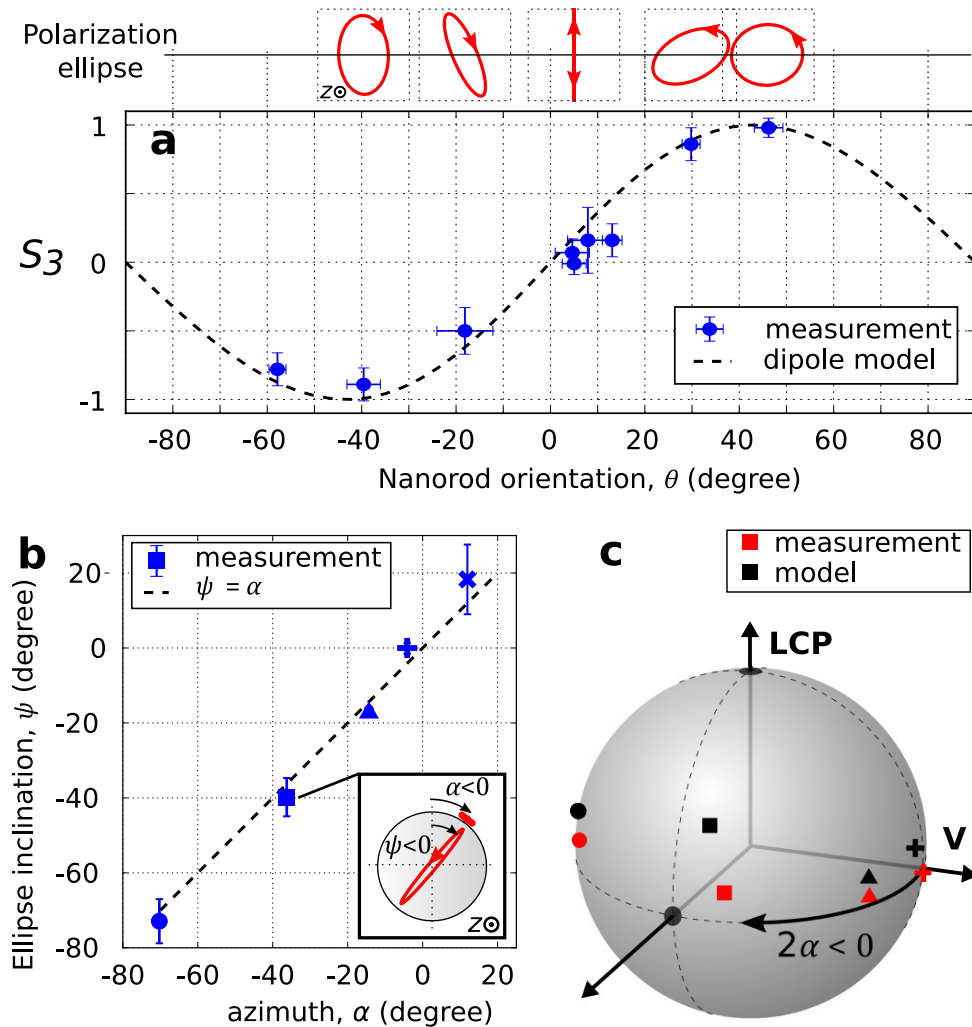 Polarization
ellipse
z⊙
a
1
0
-1
S3
measurement
dipole model
-80 -60 -40 -20 0 20 40 60 80
Nanorod orientation, θ (degree)
b
measurement
ψ = α
20
0
-20
-40
-60
-80
Ellipse inclination, ψ (degree)
α<0
ψ<0
z⊙
-80 -60 -40 -20 0 20
azimuth, α (degree)
c
measurement
model
LCP
V
2α < 0